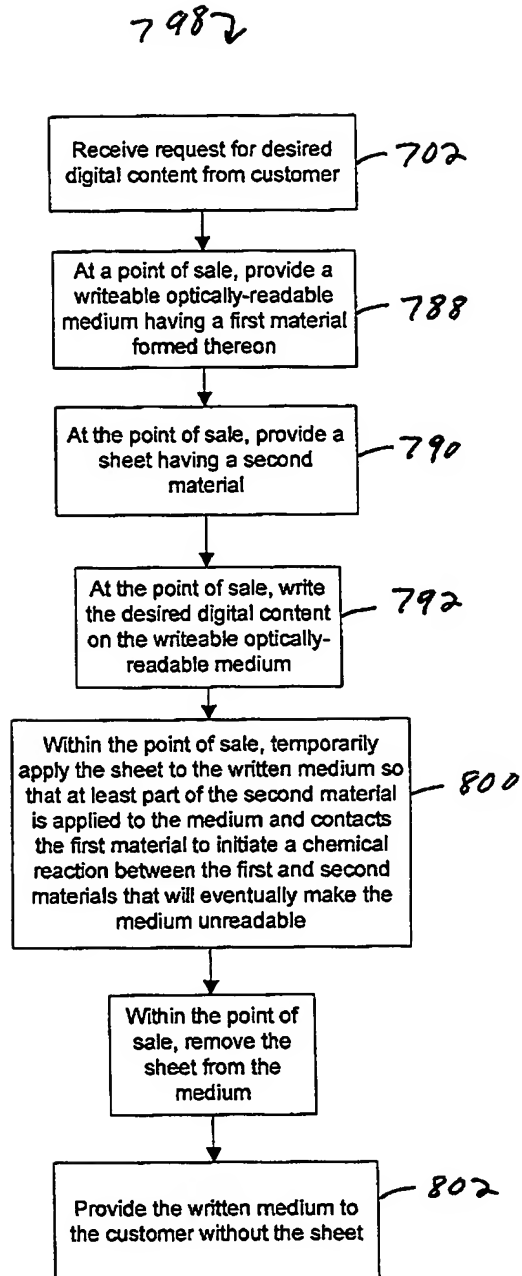 798
Receive request for desired
digital content from customer
702
At a point of sale, provide a
writeable optically-readable
medium having a first material
formed thereon
788
At the point of sale, provide a
sheet having a second
material
790
At the point of sale, write
the desired digital content
on the writeable optically-
readable medium
792
Within the point of sale, temporarily
apply the sheet to the written medium so
that at least part of the second material
is applied to the medium and contacts
the first material to initiate a chemical
reaction between the first and second
materials that will eventually make the
medium unreadable
800
Within the point of
sale, remove the
sheet from the
medium
Provide the written medium to
the customer without the sheet
802